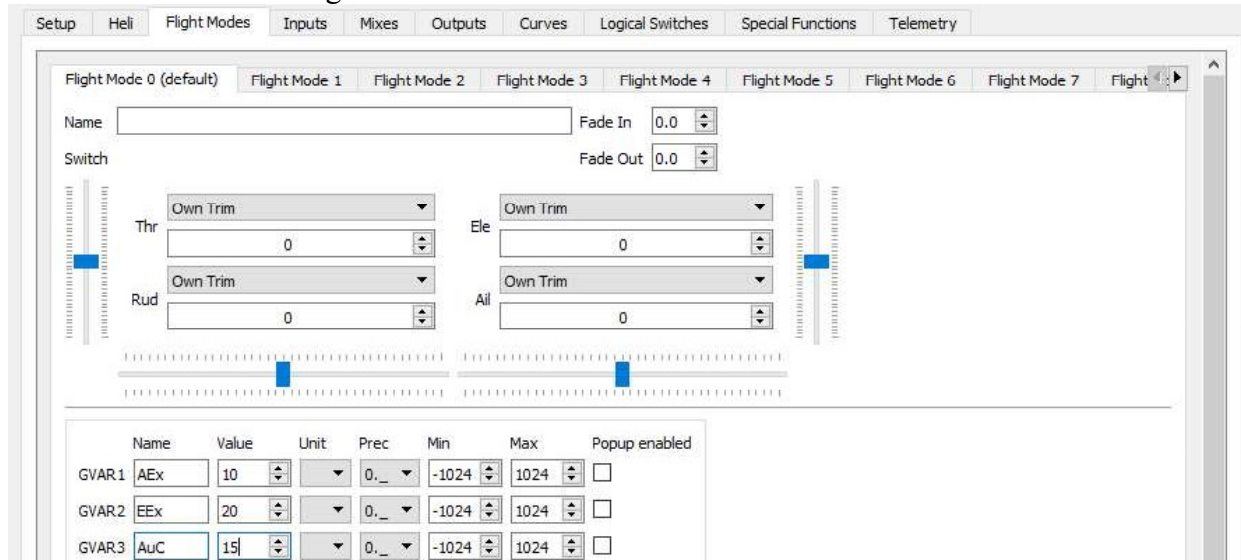 Setup Heli Flight Modes Inputs Mixes Outputs Curves Logical Switches Special Functions Telemetry
Flight Mode 0 (default) Flight Mode 1 Flight Mode 2 Flight Mode 3 Flight Mode 4 Flight Mode 5 Flight Mode 6 Flight Mode 7 Flight
Name Fade In 0.0
Switch Fade Out 0.0
Thr Own Trim Ele Own Trim
0 0
Rud Own Trim Ail Own Trim
0 0
Name Value Unit Prec Min Max Popup enabled
GVAR1 AEx 10 0._ -1024 1024
GVAR2 EEx 20 0._ -1024 1024
GVAR3 AuC 15 0._ -1024 1024